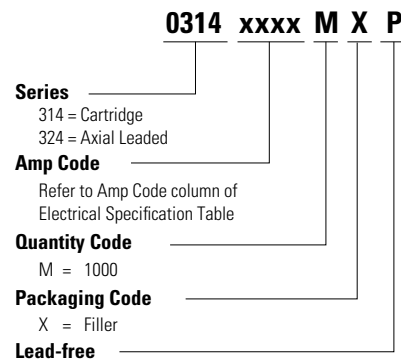 0314 xxxx M X P
Series
314 = Cartridge
324 = Axial Leaded
Amp Code
Refer to Amp Code column of
Electrical Specification Table
Quantity Code
M = 1000
Packaging Code
X = Filler
Lead-free